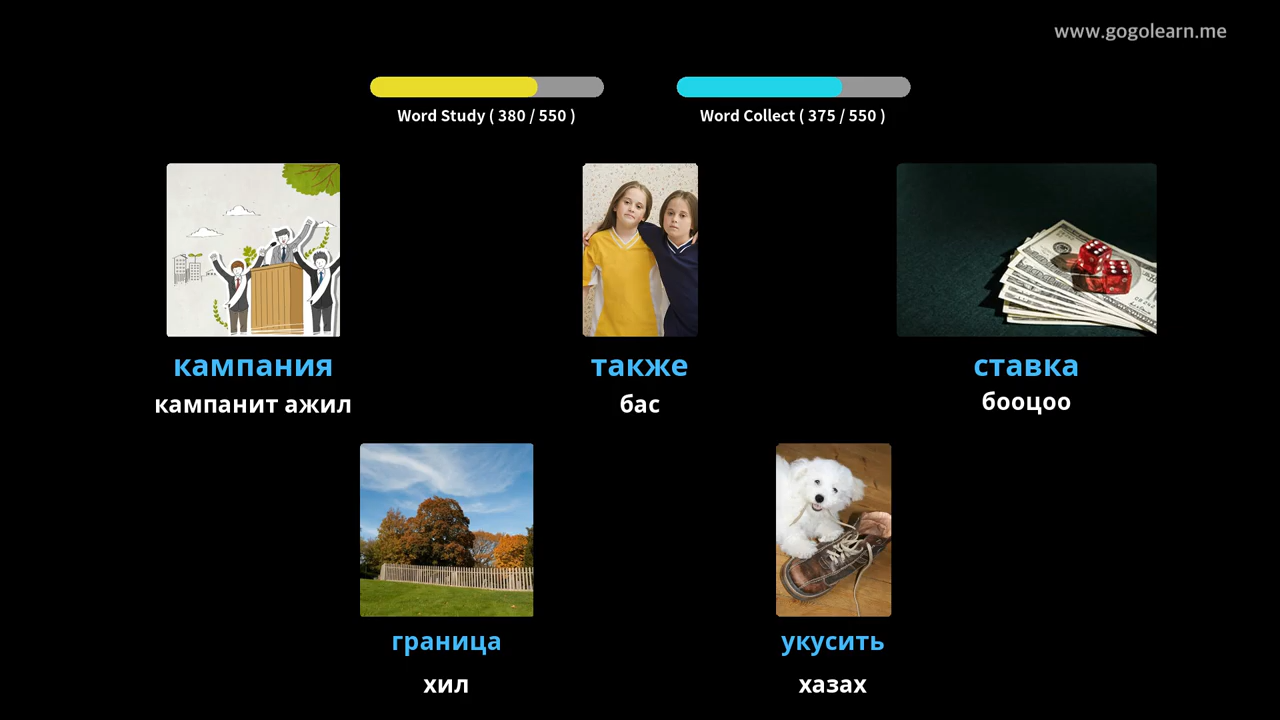 www.gogolearn.me
Word Study ( 380 / 550 )
Word Collect ( 375 / 550 )
кампания
кампанит ажил
также
бас
ставка
бооцоо
граница
хил
укусить
хазах